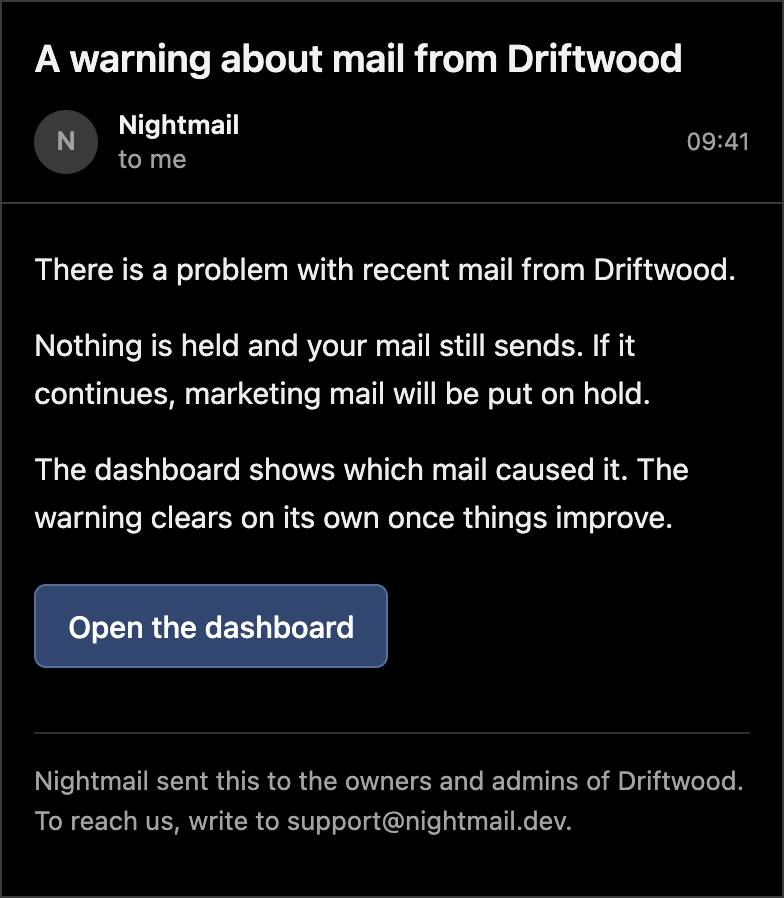 A warning about mail from Driftwood
N
Nightmail
to me
09:41
There is a problem with recent mail from Driftwood.
Nothing is held and your mail still sends. If it
continues, marketing mail will be put on hold.
The dashboard shows which mail caused it. The
warning clears on its own once things improve.
Open the dashboard
Nightmail sent this to the owners and admins of Driftwood.
To reach us, write to support@nightmail.dev.